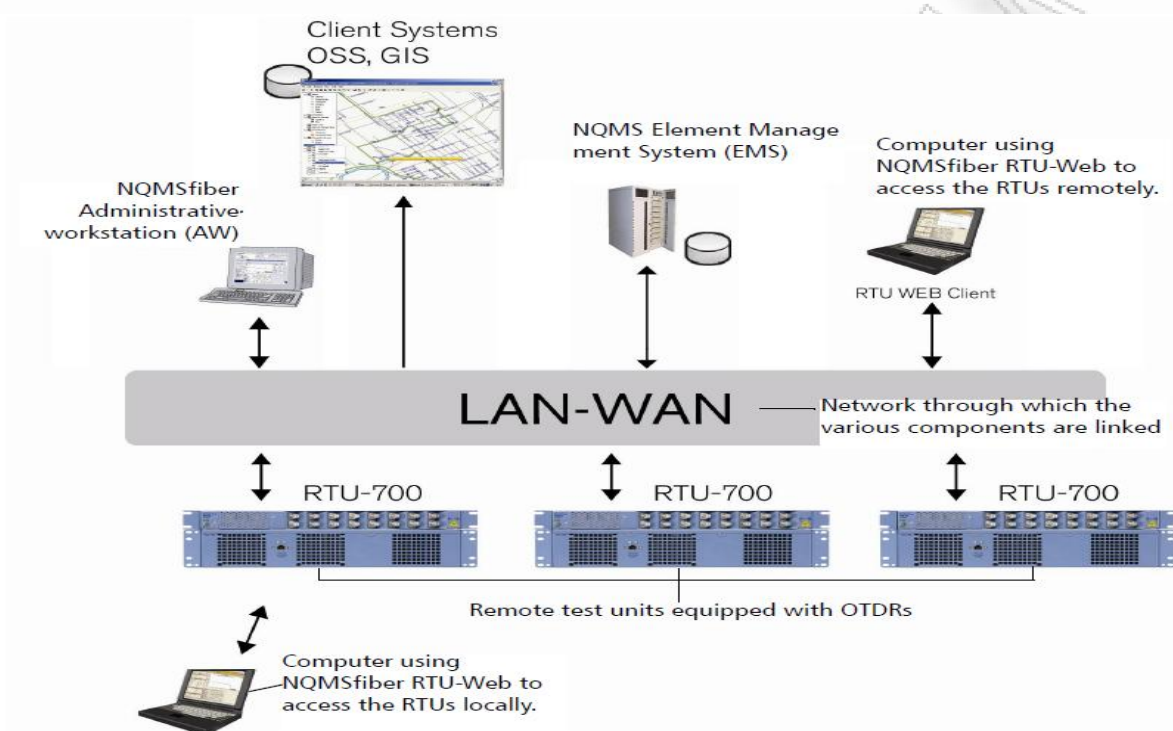 Client Systems
OSS, GIS
NQMS Element Manage
ment System (EMS)
Computer using
NQMSfiber RTU-Web to
access the RTUs remotely.
NQMSfiber
Administrative·
workstation (AW)
RTU WEB Client
LAN-WAN
Network through which the
various components are linked
RTU-700
RTU-700
RTU-700
Remote test units equipped with OTDRs
Computer using
NQMSfiber RTU-Web to
access the RTUs locally.